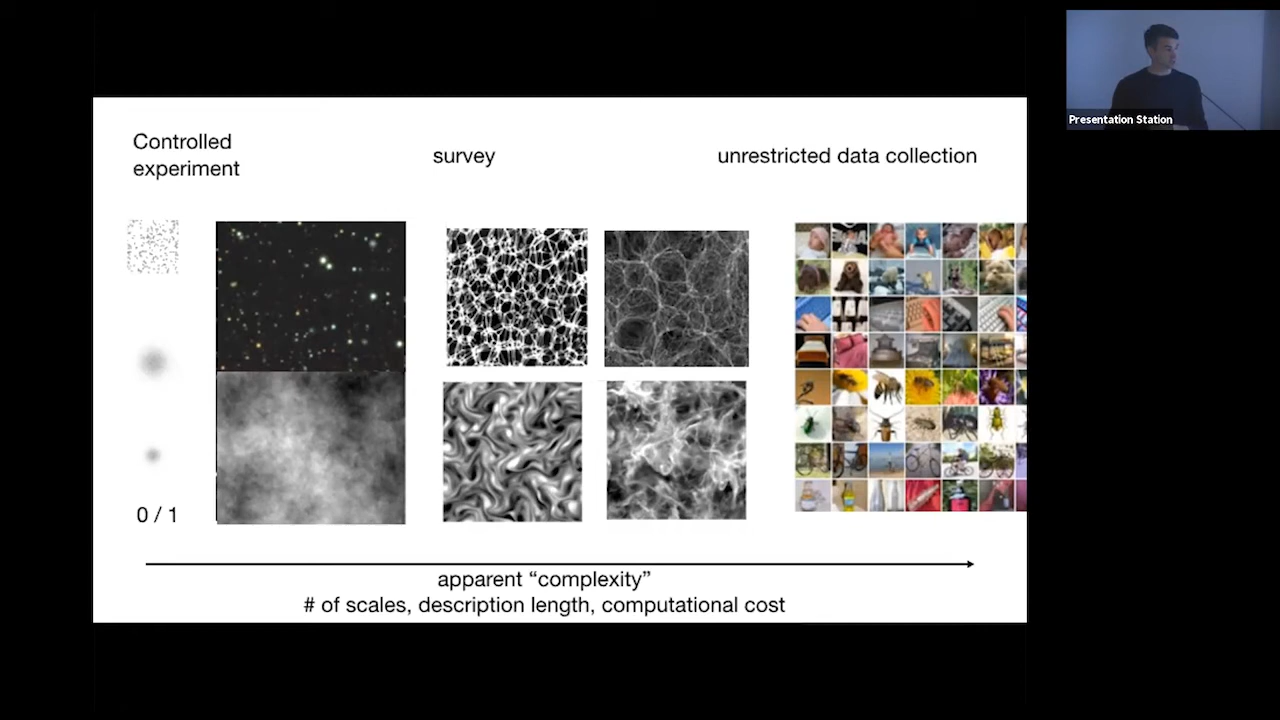 Controlled
experiment
survey
unrestricted data collection
0 / 1
apparent “complexity”
# of scales, description length, computational cost
Presentation Station